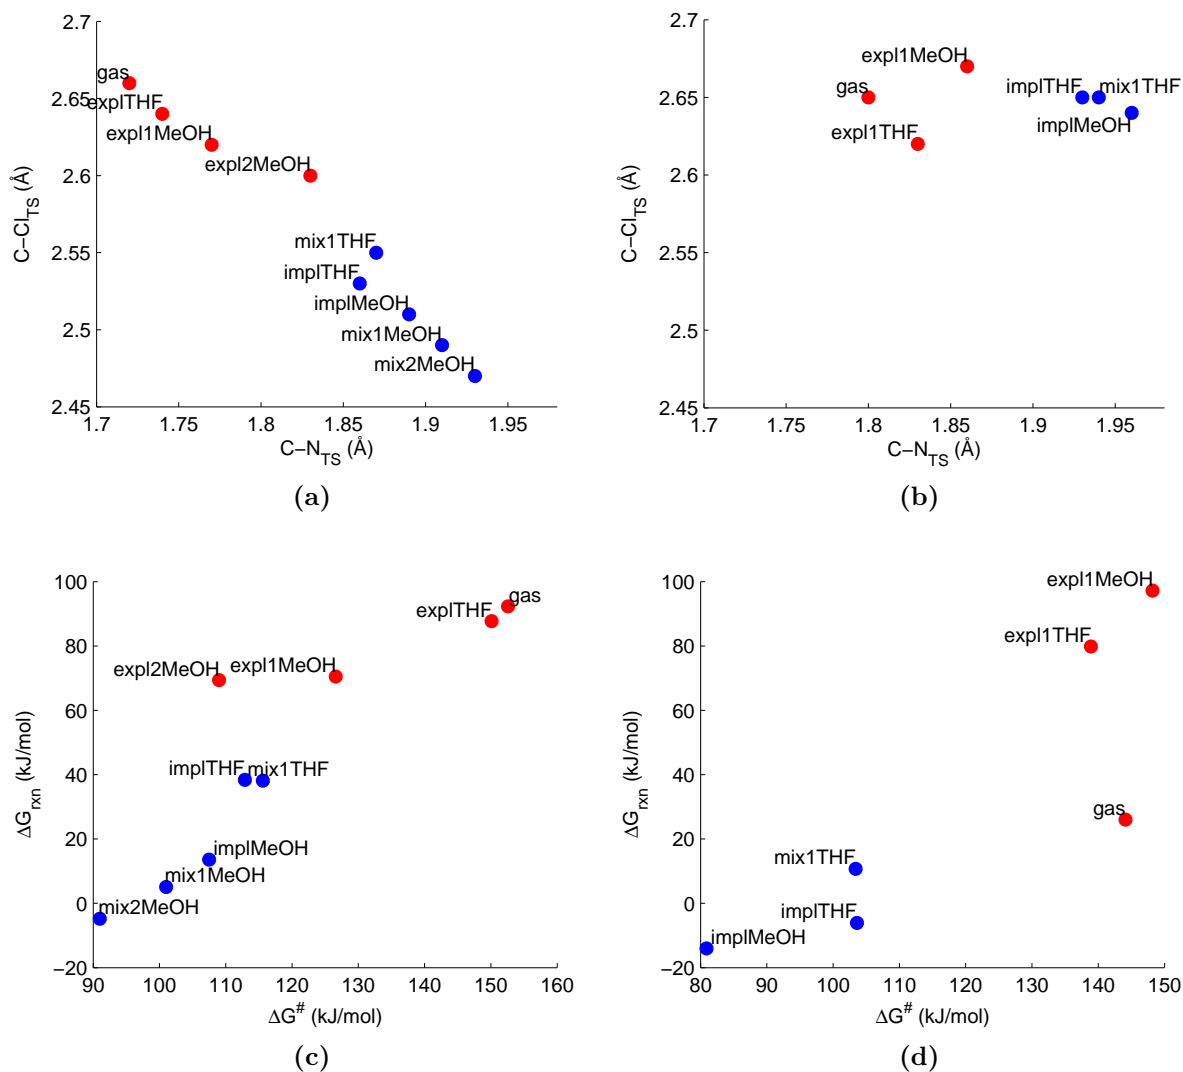 2.7
2.65
2.6
2.55
2.5
2.45
C−Cl_TS (Å)
gas
explTHF
expl1MeOH
expl2MeOH
mix1THF
implTHF
implMeOH
mix1MeOH
mix2MeOH
1.7 1.75 1.8 1.85 1.9 1.95
C−N_TS (Å)
(a)
2.7
2.65
2.6
2.55
2.5
2.45
C−Cl_TS (Å)
expl1MeOH
gas
implTHF mix1THF
expl1THF
implMeOH
1.7 1.75 1.8 1.85 1.9 1.95
C−N_TS (Å)
(b)
100
80
60
40
20
0
−20
ΔG_rxn (kJ/mol)
gas
explTHF
expl2MeOH expl1MeOH
implTHF mix1THF
implMeOH
mix1MeOH
mix2MeOH
90 100 110 120 130 140 150 160
ΔG^# (kJ/mol)
(c)
100
80
60
40
20
0
−20
ΔG_rxn (kJ/mol)
expl1MeOH
expl1THF
gas
mix1THF
implTHF
implMeOH
80 90 100 110 120 130 140 150
ΔG^# (kJ/mol)
(d)